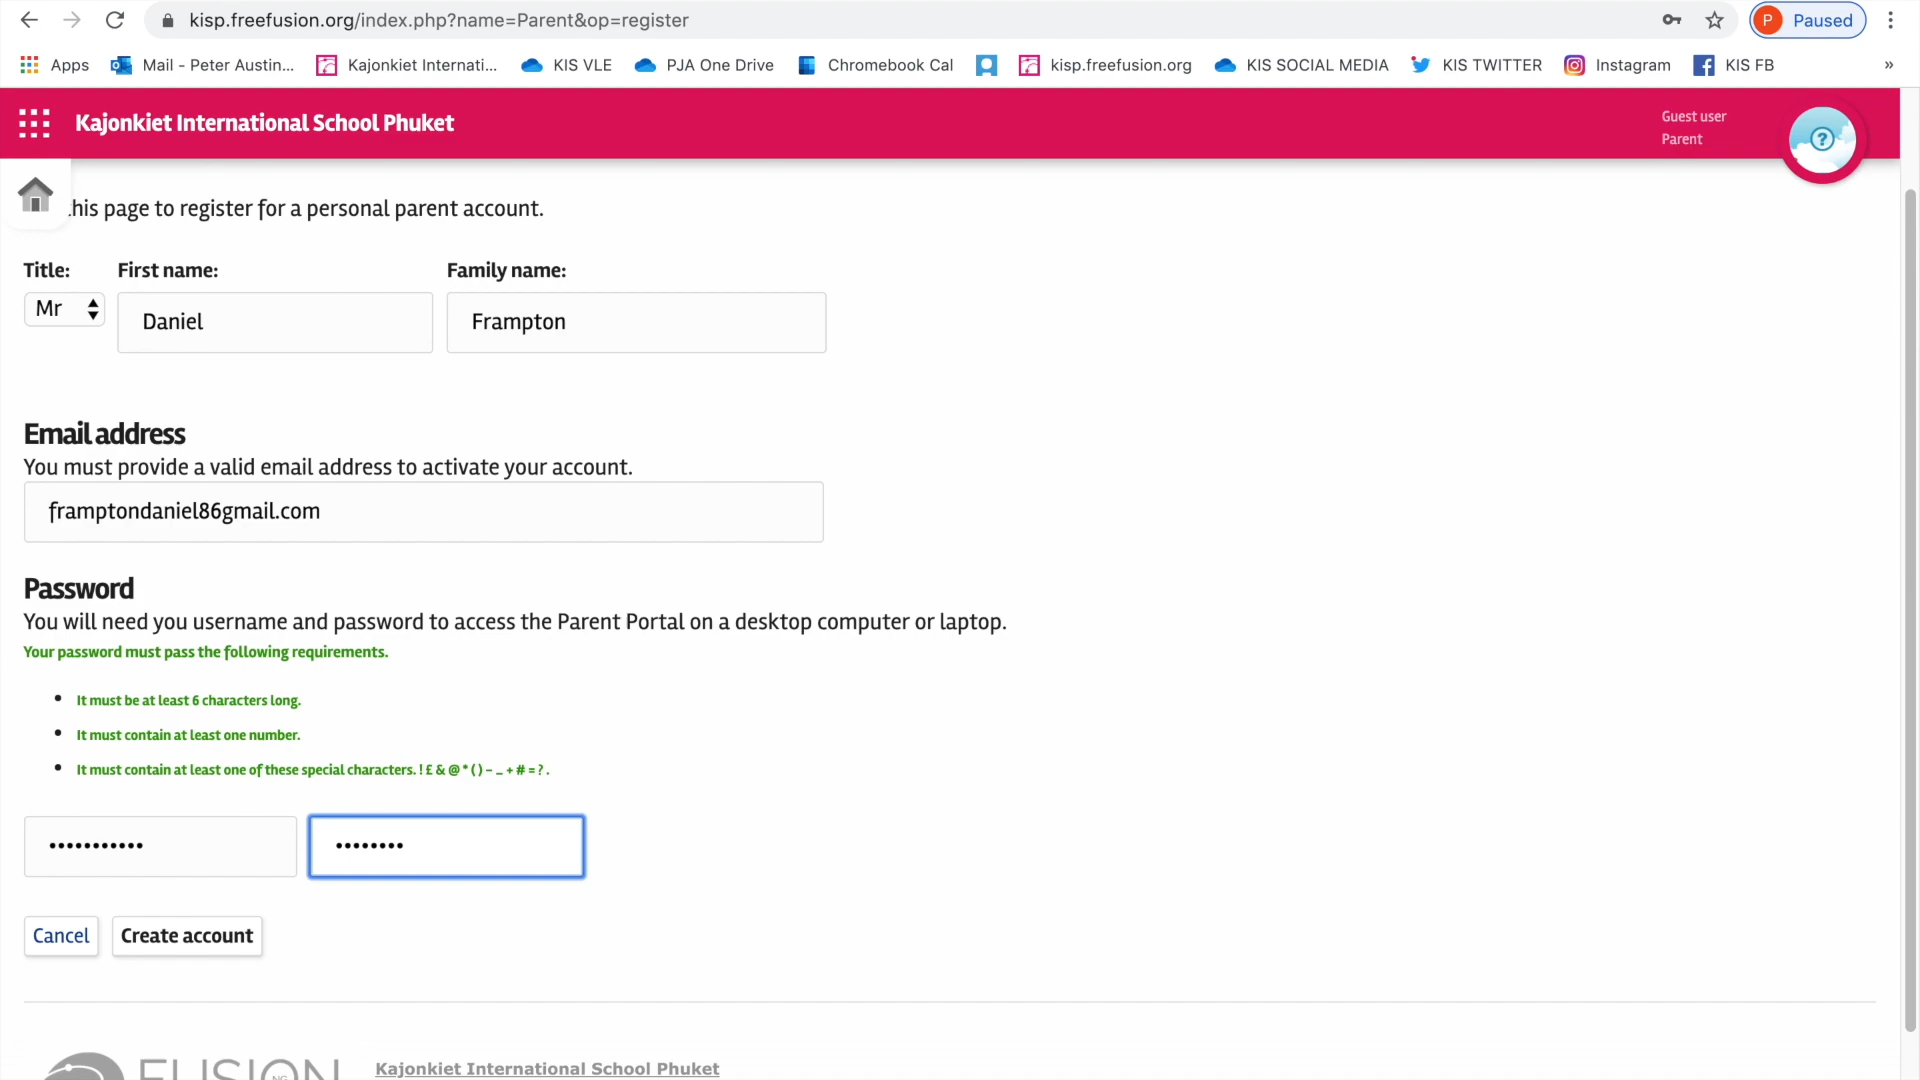 kisp.freefusion.org/index.php?name=Parent&op=register
P Paused
Apps Mail - Peter Austin... Kajonkiet Internati... KIS VLE PJA One Drive Chromebook Cal kisp.freefusion.org KIS SOCIAL MEDIA KIS TWITTER Instagram KIS FB »
Kajonkiet International School Phuket
Guest user
Parent
?
his page to register for a personal parent account.
Title: First name: Family name:
Mr Daniel Frampton
Email address
You must provide a valid email address to activate your account.
framptondaniel86gmail.com
Password
You will need you username and password to access the Parent Portal on a desktop computer or laptop.
Your password must pass the following requirements.
• It must be at least 6 characters long.
• It must contain at least one number.
• It must contain at least one of these special characters. ! £ & @ * ( ) - _ + # = ? .
••••••••••• ••••••••
Cancel Create account
FUSION NG
Kajonkiet International School Phuket